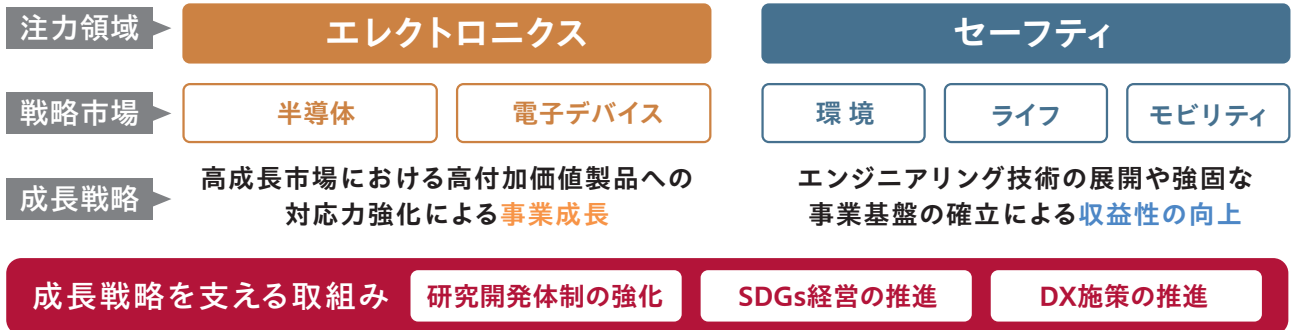 注力領域
エレクトロニクス
セーフティ
戦略市場
半導体
電子デバイス
環 境
ライフ
モビリティ
成長戦略
高成長市場における高付加価値製品への
対応力強化による事業成長
エンジニアリング技術の展開や強固な
事業基盤の確立による収益性の向上
成長戦略を支える取組み
研究開発体制の強化
SDGs経営の推進
DX施策の推進